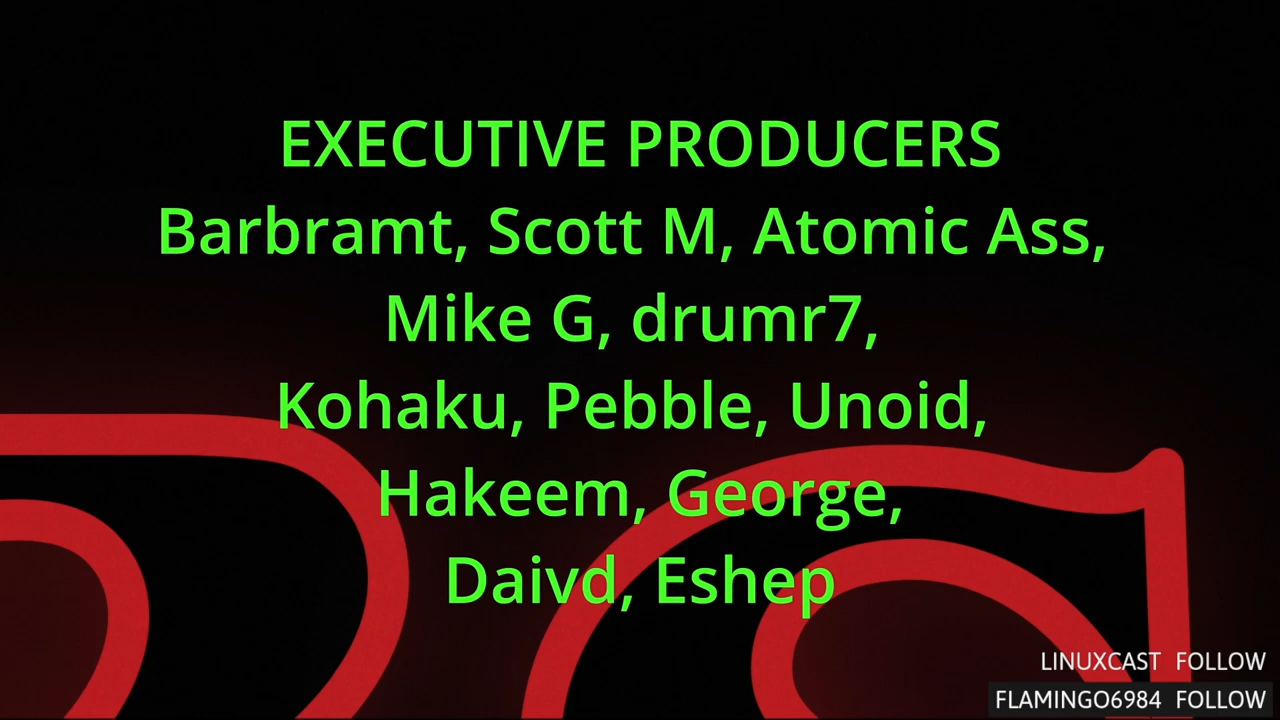 EXECUTIVE PRODUCERS
Barbramt, Scott M, Atomic Ass,
Mike G, drumr7,
Kohaku, Pebble, Unoid,
Hakeem, George,
Daivd, Eshep
LINUXCAST FOLLOW
FLAMINGO6984 FOLLOW